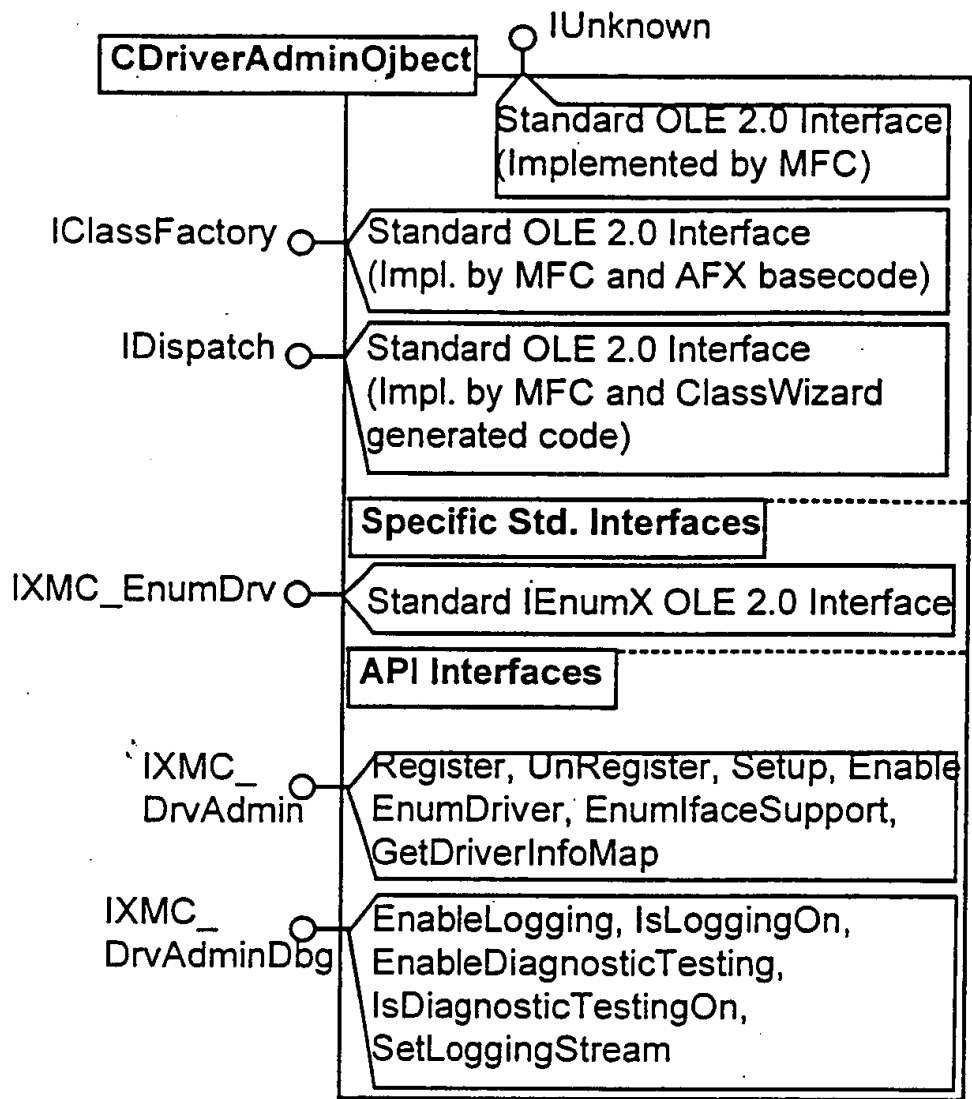 IUnknown
CDriverAdminOjbect
Standard OLE 2.0 Interface
(Implemented by MFC)
IClassFactory
Standard OLE 2.0 Interface
(Impl. by MFC and AFX basecode)
IDispatch
Standard OLE 2.0 Interface
(Impl. by MFC and ClassWizard
generated code)
Specific Std. Interfaces
IXMC_EnumDrv
Standard IEnumX OLE 2.0 Interface
API Interfaces
IXMC_
DrvAdmin
Register, UnRegister, Setup, Enable
EnumDriver, EnumIfaceSupport,
GetDriverInfoMap
IXMC_
DrvAdminDbg
EnableLogging, IsLoggingOn,
EnableDiagnosticTesting,
IsDiagnosticTestingOn,
SetLoggingStream